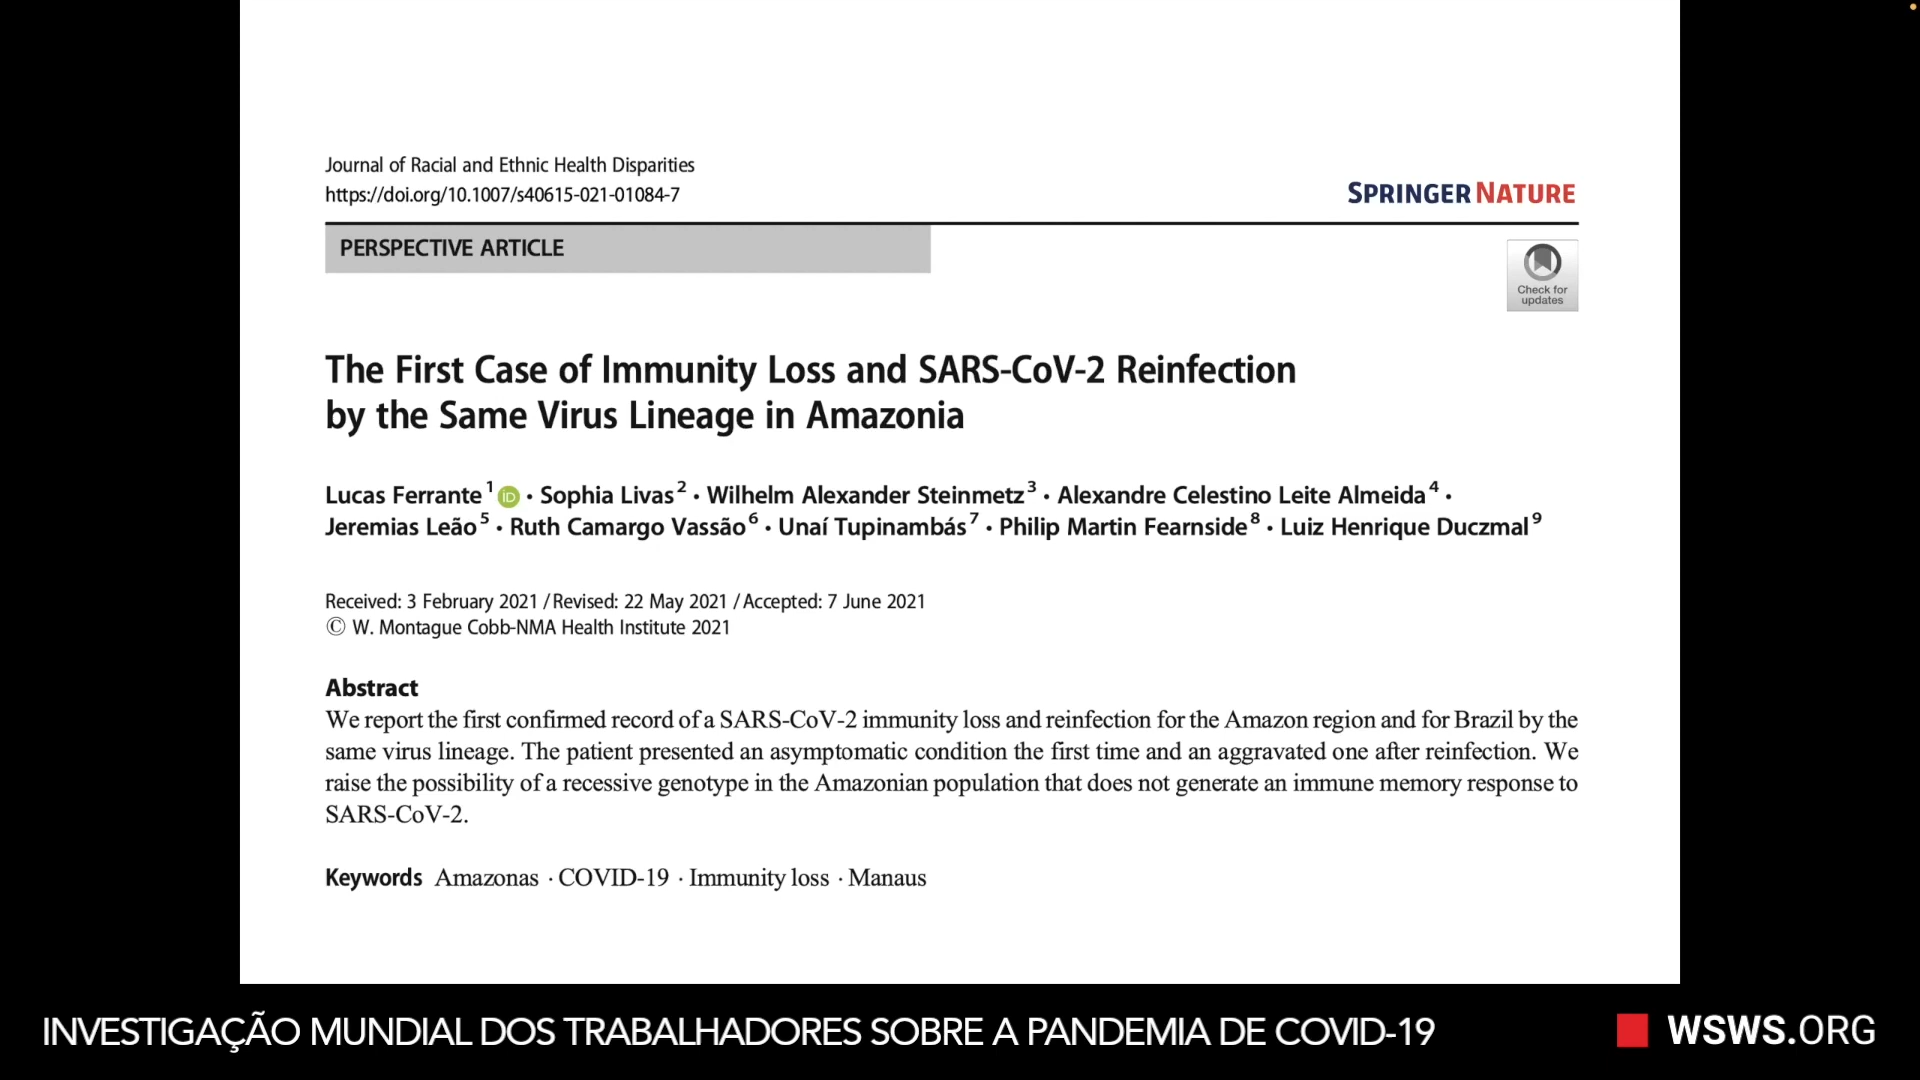 Journal of Racial and Ethnic Health Disparities
https://doi.org/10.1007/s40615-021-01084-7
SPRINGER NATURE
PERSPECTIVE ARTICLE
Check for
updates
The First Case of Immunity Loss and SARS-CoV-2 Reinfection
by the Same Virus Lineage in Amazonia
Lucas Ferrante 1 iD · Sophia Livas 2 · Wilhelm Alexander Steinmetz 3 · Alexandre Celestino Leite Almeida 4 ·
Jeremias Leão 5 · Ruth Camargo Vassão 6 · Unaí Tupinambás 7 · Philip Martin Fearnside 8 · Luiz Henrique Duczmal 9
Received: 3 February 2021 / Revised: 22 May 2021 / Accepted: 7 June 2021
© W. Montague Cobb-NMA Health Institute 2021
Abstract
We report the first confirmed record of a SARS-CoV-2 immunity loss and reinfection for the Amazon region and for Brazil by the
same virus lineage. The patient presented an asymptomatic condition the first time and an aggravated one after reinfection. We
raise the possibility of a recessive genotype in the Amazonian population that does not generate an immune memory response to
SARS-CoV-2.
Keywords Amazonas · COVID-19 · Immunity loss · Manaus
INVESTIGAÇÃO MUNDIAL DOS TRABALHADORES SOBRE A PANDEMIA DE COVID-19
WSWS.ORG